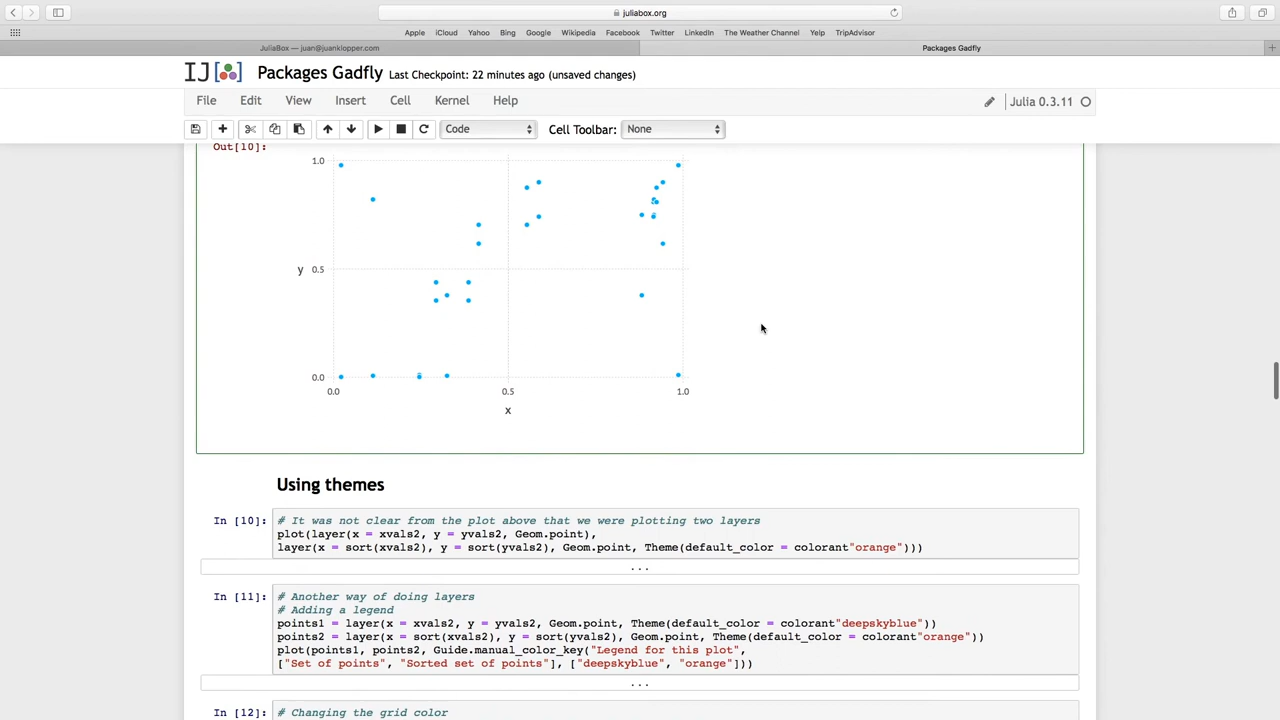 juliabox.org
Apple iCloud Yahoo Bing Google Wikipedia Facebook Twitter LinkedIn The Weather Channel Yelp TripAdvisor
JuliaBox — juan@juanklopper.com Packages Gadfly
IJ[ ] Packages Gadfly Last Checkpoint: 22 minutes ago (unsaved changes)
File Edit View Insert Cell Kernel Help Julia 0.3.11
Code Cell Toolbar: None
Out[10]:
1.0
y 0.5
0.0
0.0 0.5 1.0
x
Using themes
In [10]: # It was not clear from the plot above that we were plotting two layers
plot(layer(x = xvals2, y = yvals2, Geom.point),
layer(x = sort(xvals2), y = sort(yvals2), Geom.point, Theme(default_color = colorant"orange")))
...
In [11]: # Another way of doing layers
# Adding a legend
points1 = layer(x = xvals2, y = yvals2, Geom.point, Theme(default_color = colorant"deepskyblue"))
points2 = layer(x = sort(xvals2), y = sort(yvals2), Geom.point, Theme(default_color = colorant"orange"))
plot(points1, points2, Guide.manual_color_key("Legend for this plot",
["Set of points", "Sorted set of points"], ["deepskyblue", "orange"]))
...
In [12]: # Changing the grid color